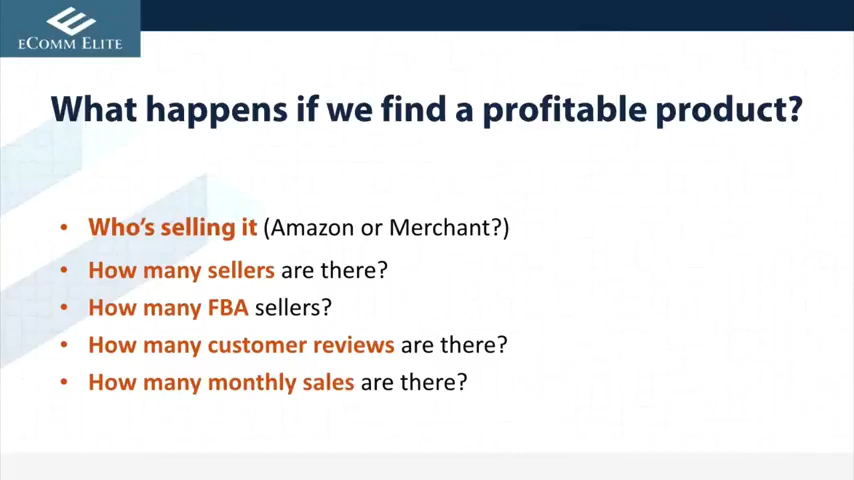 eComm Elite
What happens if we find a profitable product?
• Who's selling it (Amazon or Merchant?)
• How many sellers are there?
• How many FBA sellers?
• How many customer reviews are there?
• How many monthly sales are there?